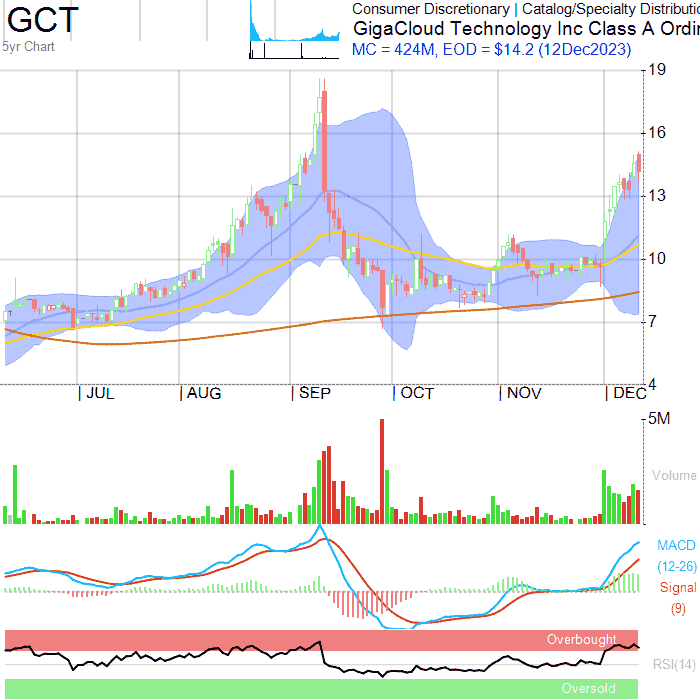 GCT
5yr Chart
Consumer Discretionary | Catalog/Specialty Distributio
GigaCloud Technology Inc Class A Ordin
MC = 424M, EOD = $14.2 (12Dec2023)
19
16
13
10
7
4
JUL AUG SEP OCT NOV DEC
5M
Volume
MACD
(12-26)
Signal
(9)
Overbought
RSI(14)
Oversold